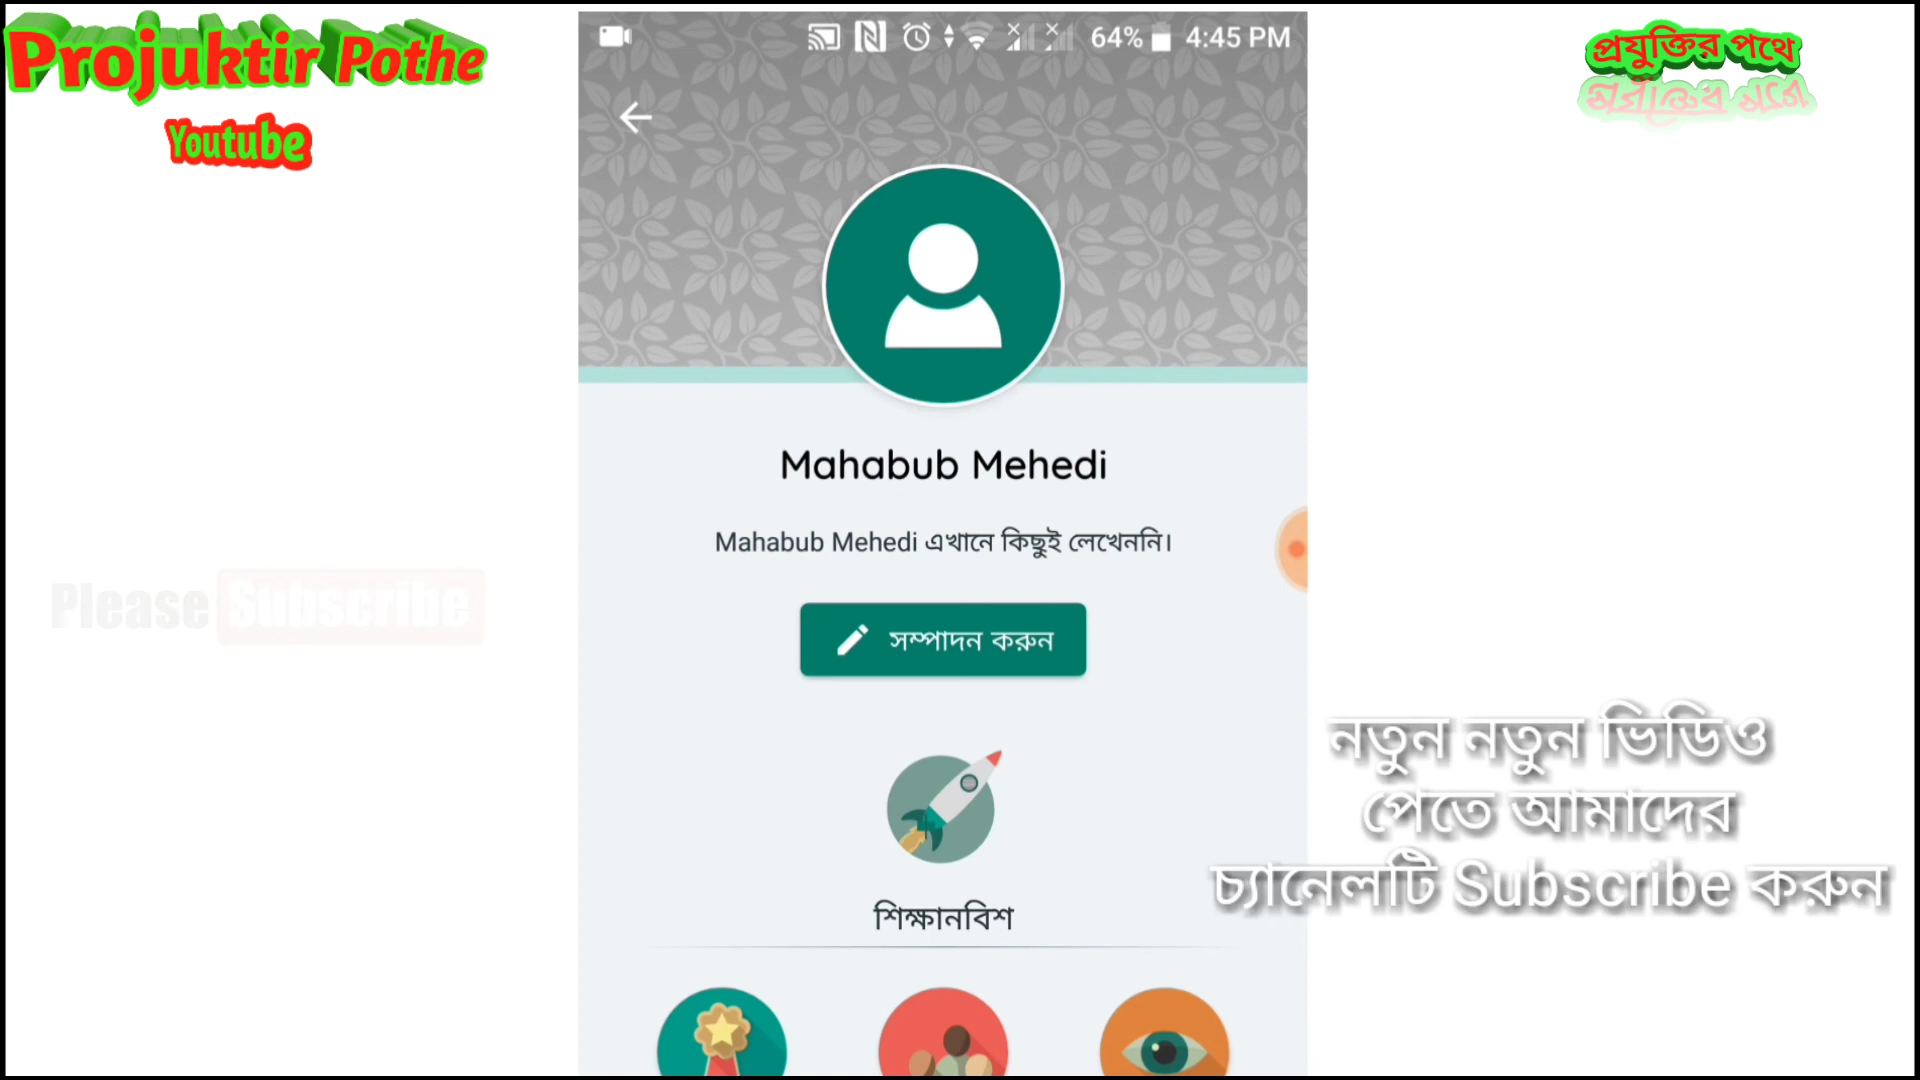 Projuktir Pothe
Youtube
প্রযুক্তির পথে
64% 4:45 PM
Mahabub Mehedi
Mahabub Mehedi এখানে কিছুই লেখেননি।
সম্পাদন করুন
Please Subscribe
শিক্ষানবিশ
নতুন নতুন ভিডিও
পেতে আমাদের
চ্যানেলটি Subscribe করুন